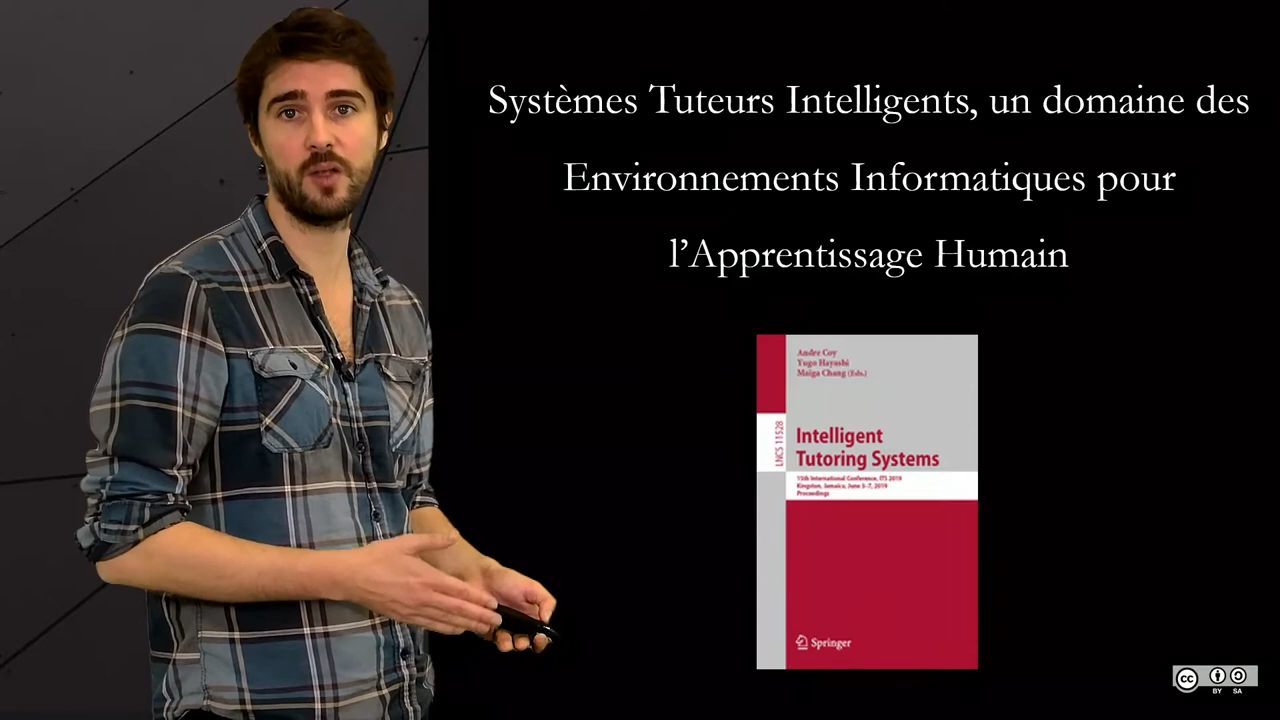 Systèmes Tuteurs Intelligents, un domaine des
Environnements Informatiques pour
l’Apprentissage Humain
Andre Coy
Yugo Hayashi
Maiga Chang (Eds.)
LNCS 11528
Intelligent
Tutoring Systems
15th International Conference, ITS 2019
Kingston, Jamaica, June 3–7, 2019
Proceedings
Springer
cc
BY SA